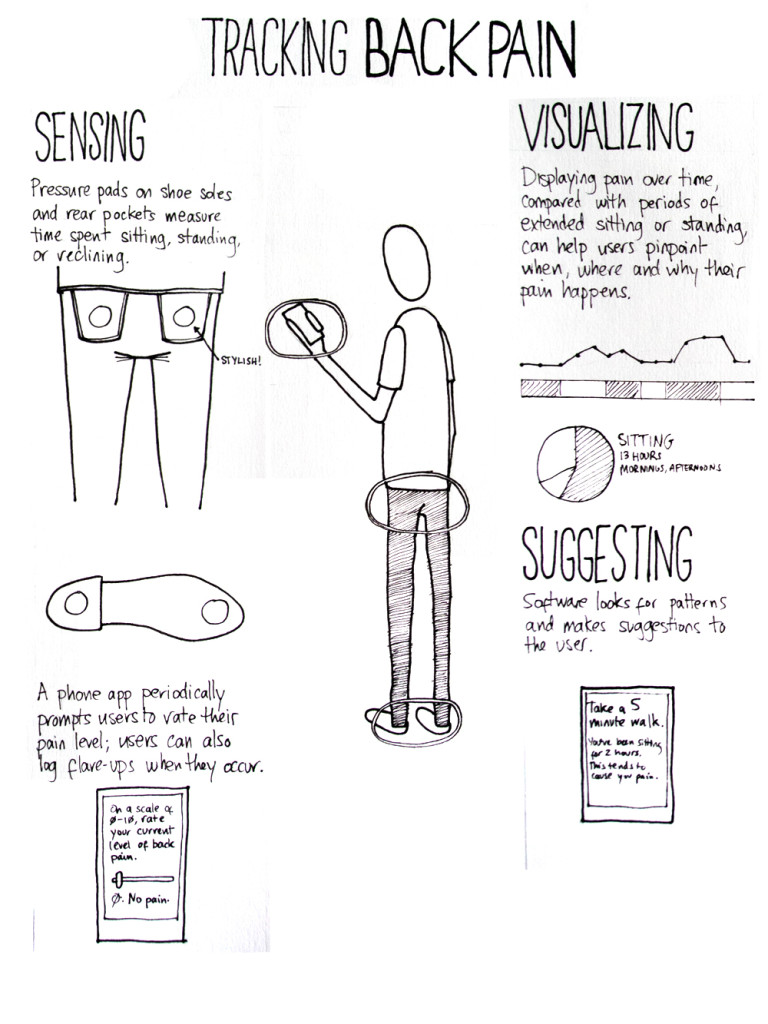 TRACKING BACK PAIN
SENSING
Pressure pads on shoe soles
and rear pockets measure
time spent sitting, standing,
or reclining.
STYLISH!
A phone app periodically
prompts users to rate their
pain level; users can also
log flare-ups when they occur.
On a scale of
0-10, rate
your current
level of back
pain.
0. No pain.
VISUALIZING
Displaying pain over time,
compared with periods of
extended sitting or standing,
can help users pinpoint
when, where and why their
pain happens.
SITTING
13 HOURS
MORNINGS, AFTERNOONS
SUGGESTING
Software looks for patterns
and makes suggestions to
the user.
Take a 5
minute walk.
You've been sitting
for 2 hours.
This tends to
cause your pain.